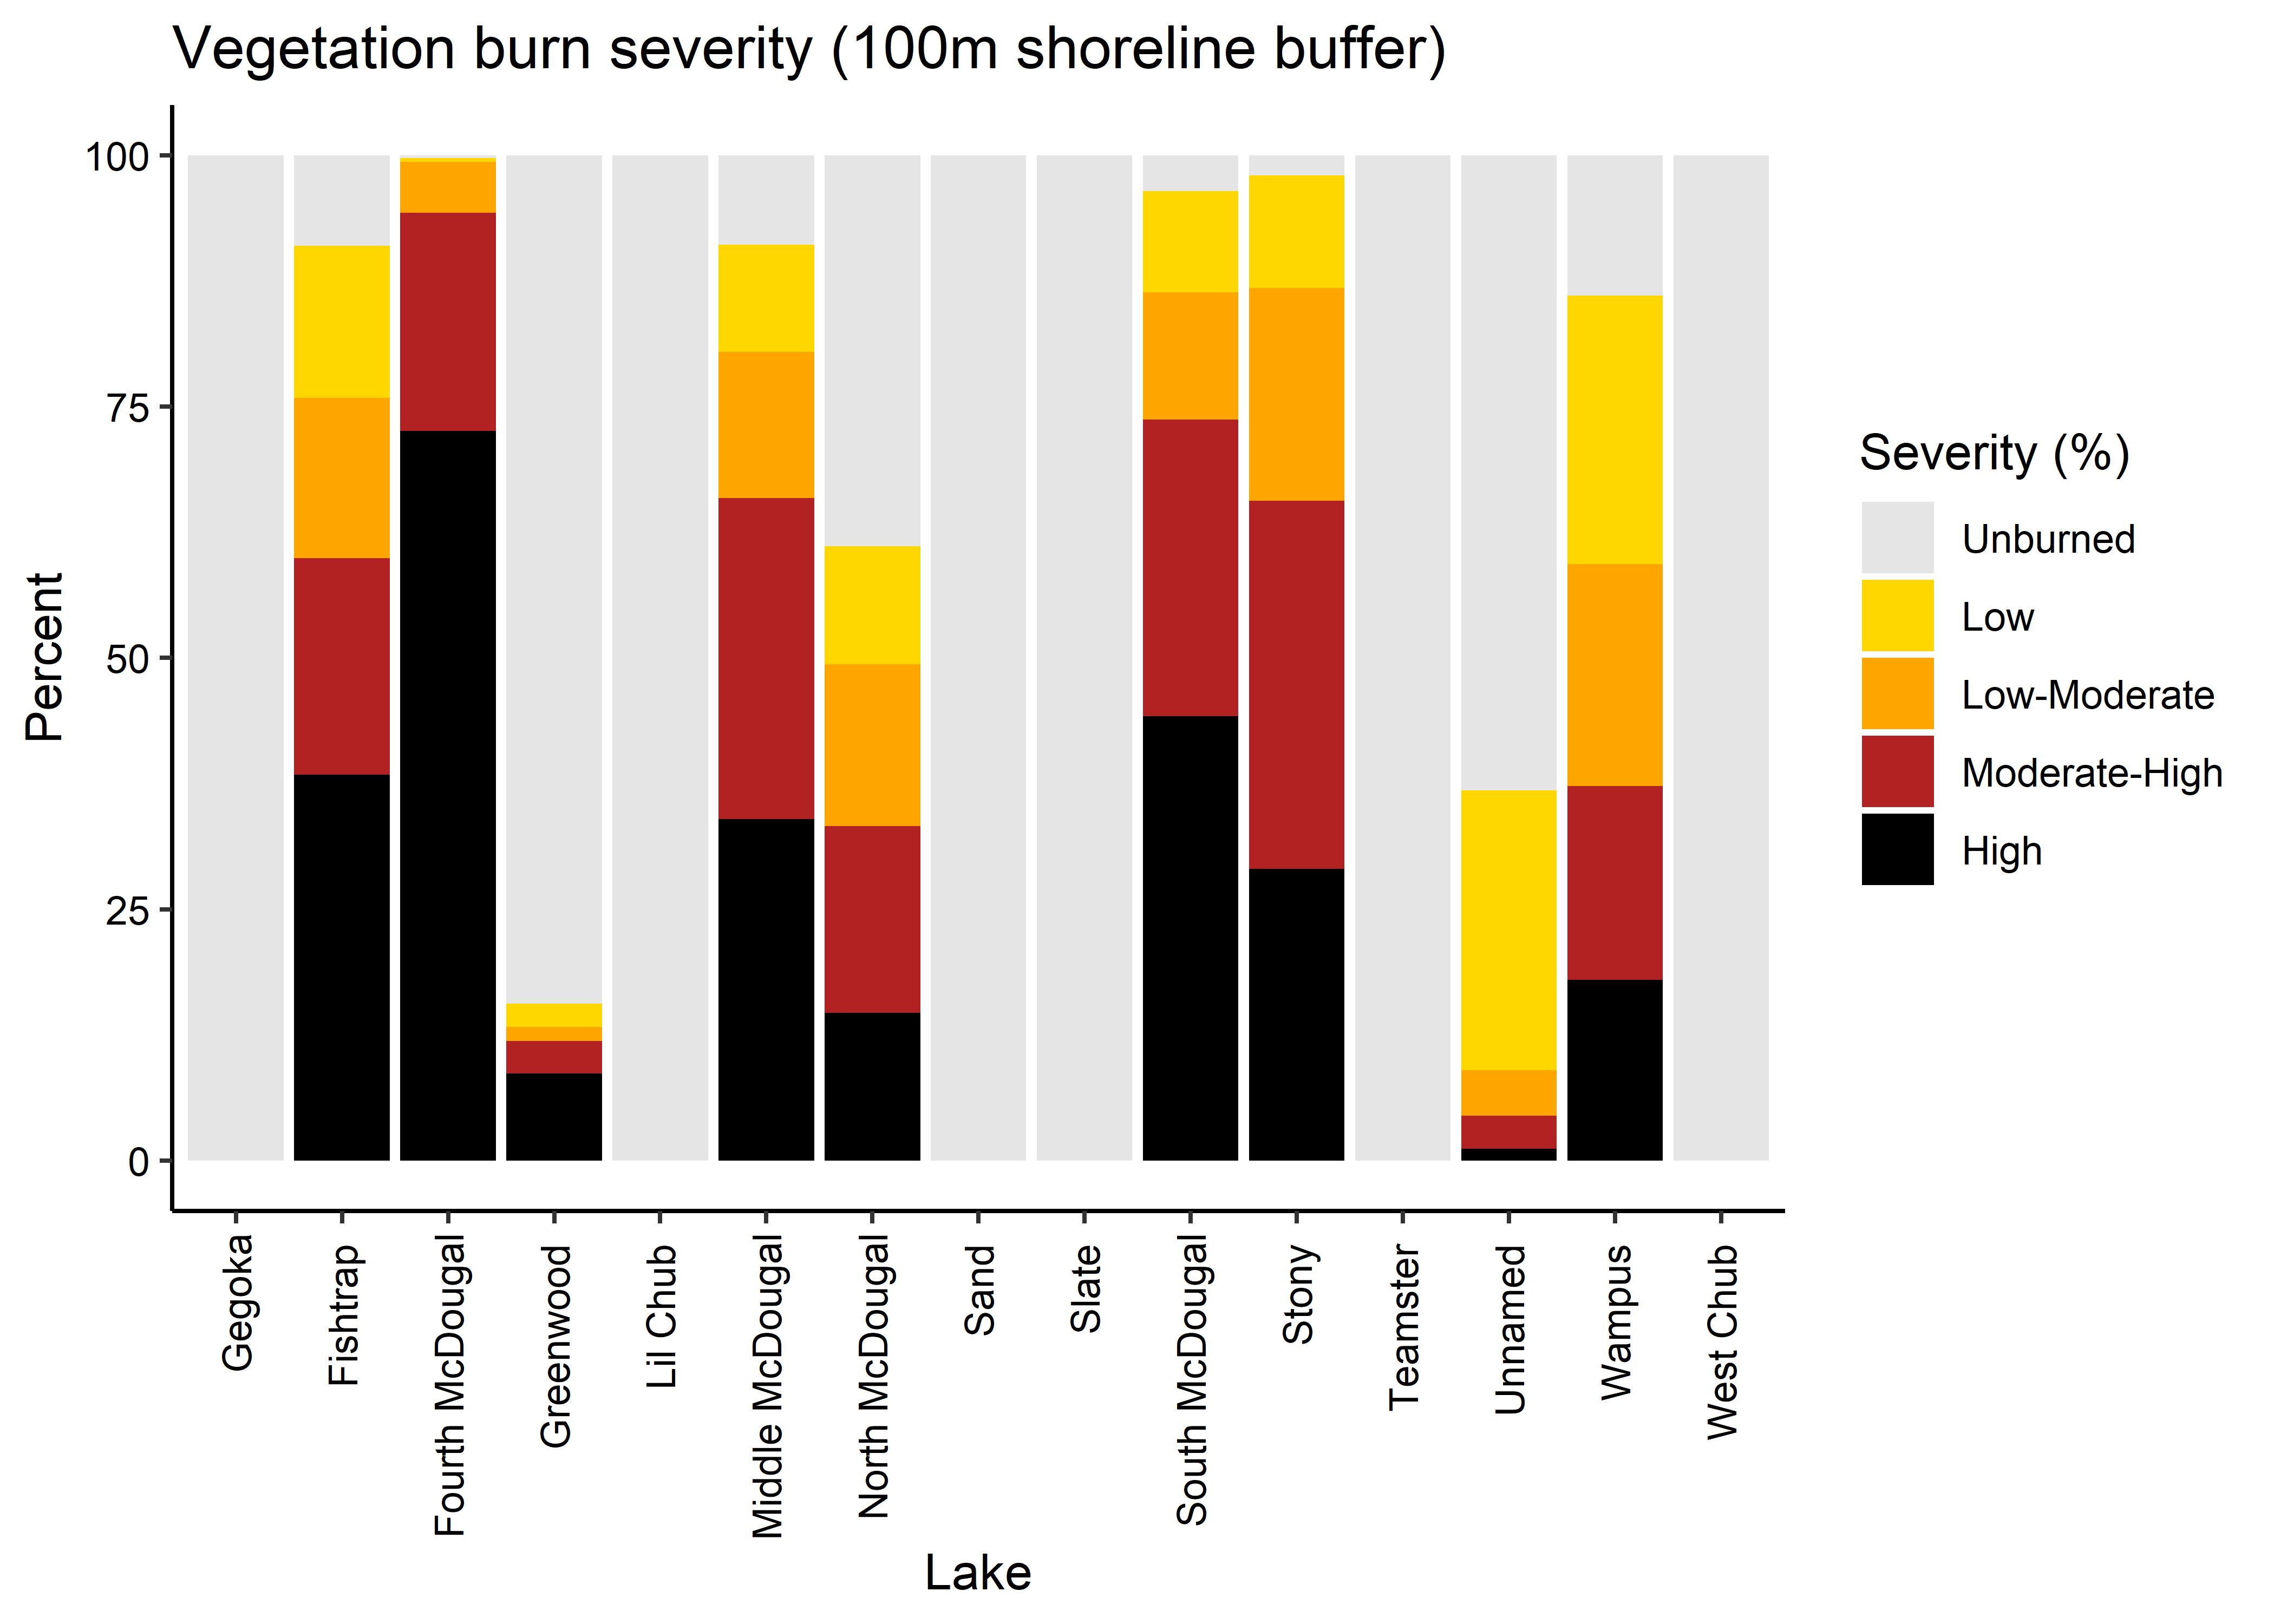 Vegetation burn severity (100m shoreline buffer)
Percent
100
75
50
25
0
Gegoka
Fishtrap
Fourth McDougal
Greenwood
Lil Chub
Middle McDougal
North McDougal
Sand
Slate
South McDougal
Stony
Teamster
Unnamed
Wampus
West Chub
Lake
Severity (%)
Unburned
Low
Low-Moderate
Moderate-High
High